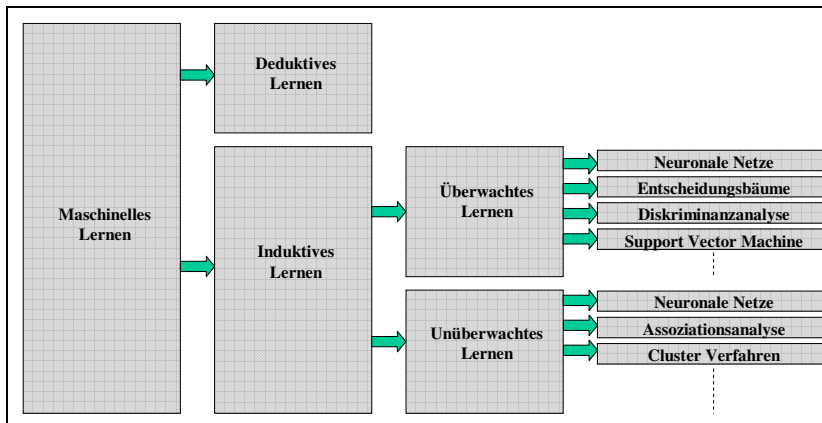 Maschinelles
Lernen
Deduktives
Lernen
Induktives
Lernen
Überwachtes
Lernen
Neuronale Netze
Entscheidungsbäume
Diskriminanzanalyse
Support Vector Machine
Unüberwachtes
Lernen
Neuronale Netze
Assoziationsanalyse
Cluster Verfahren